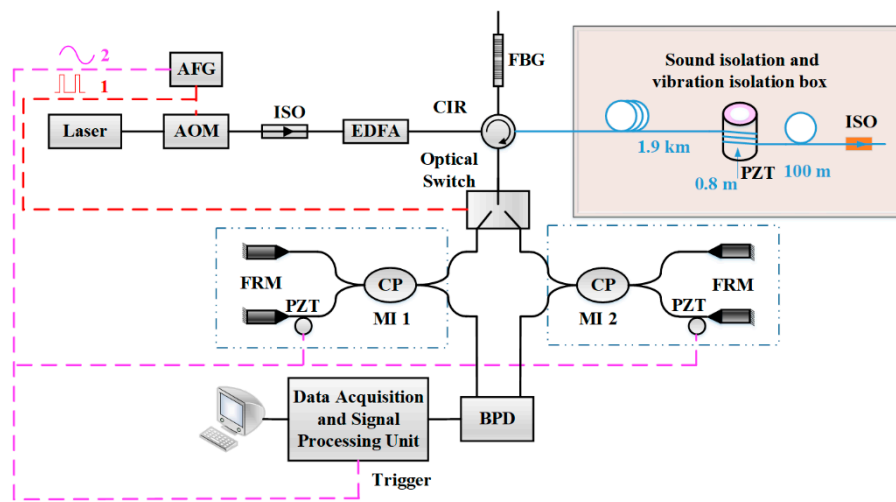 2
1
AFG
FBG
Sound isolation and
vibration isolation box
Laser
AOM
ISO
EDFA
CIR
Optical
Switch
1.9 km
0.8 m
PZT
100 m
ISO
FRM
PZT
CP
MI 1
CP
MI 2
FRM
PZT
Data Acquisition
and Signal
Processing Unit
BPD
Trigger